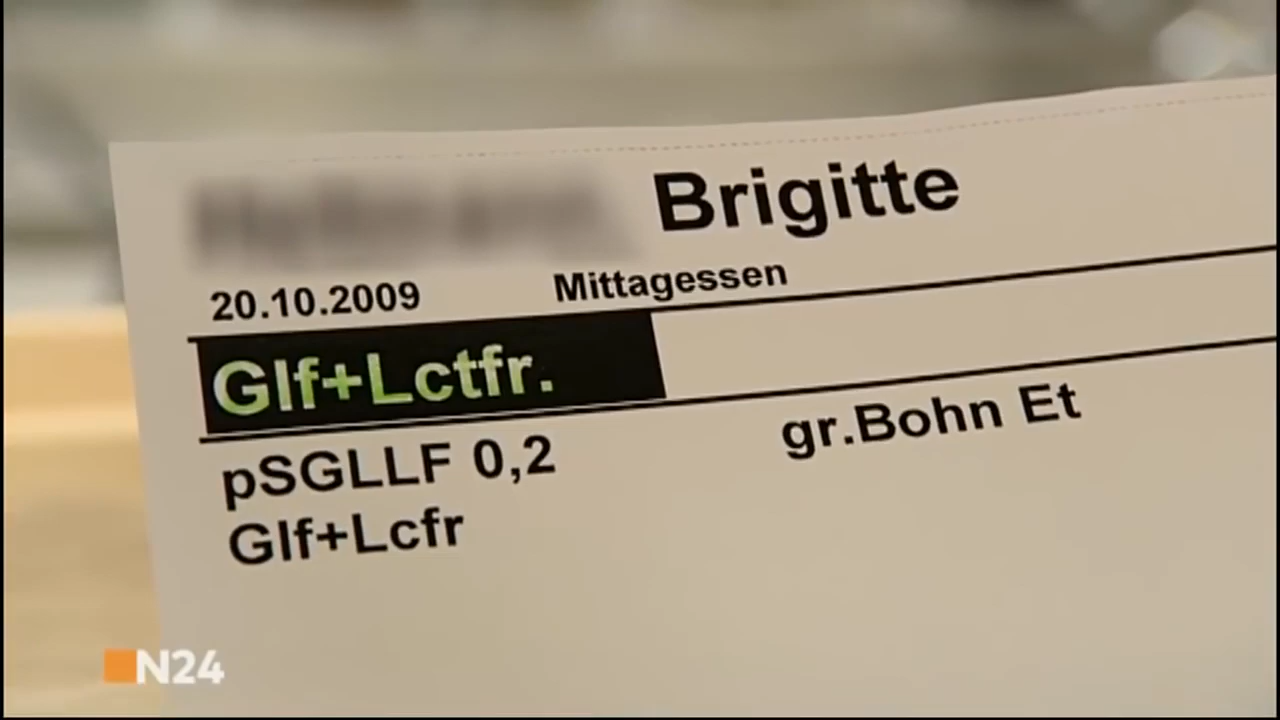 Brigitte
20.10.2009 Mittagessen
Glf+Lctfr.
pSGLLF 0,2 gr.Bohn Et
Glf+Lcfr
N24